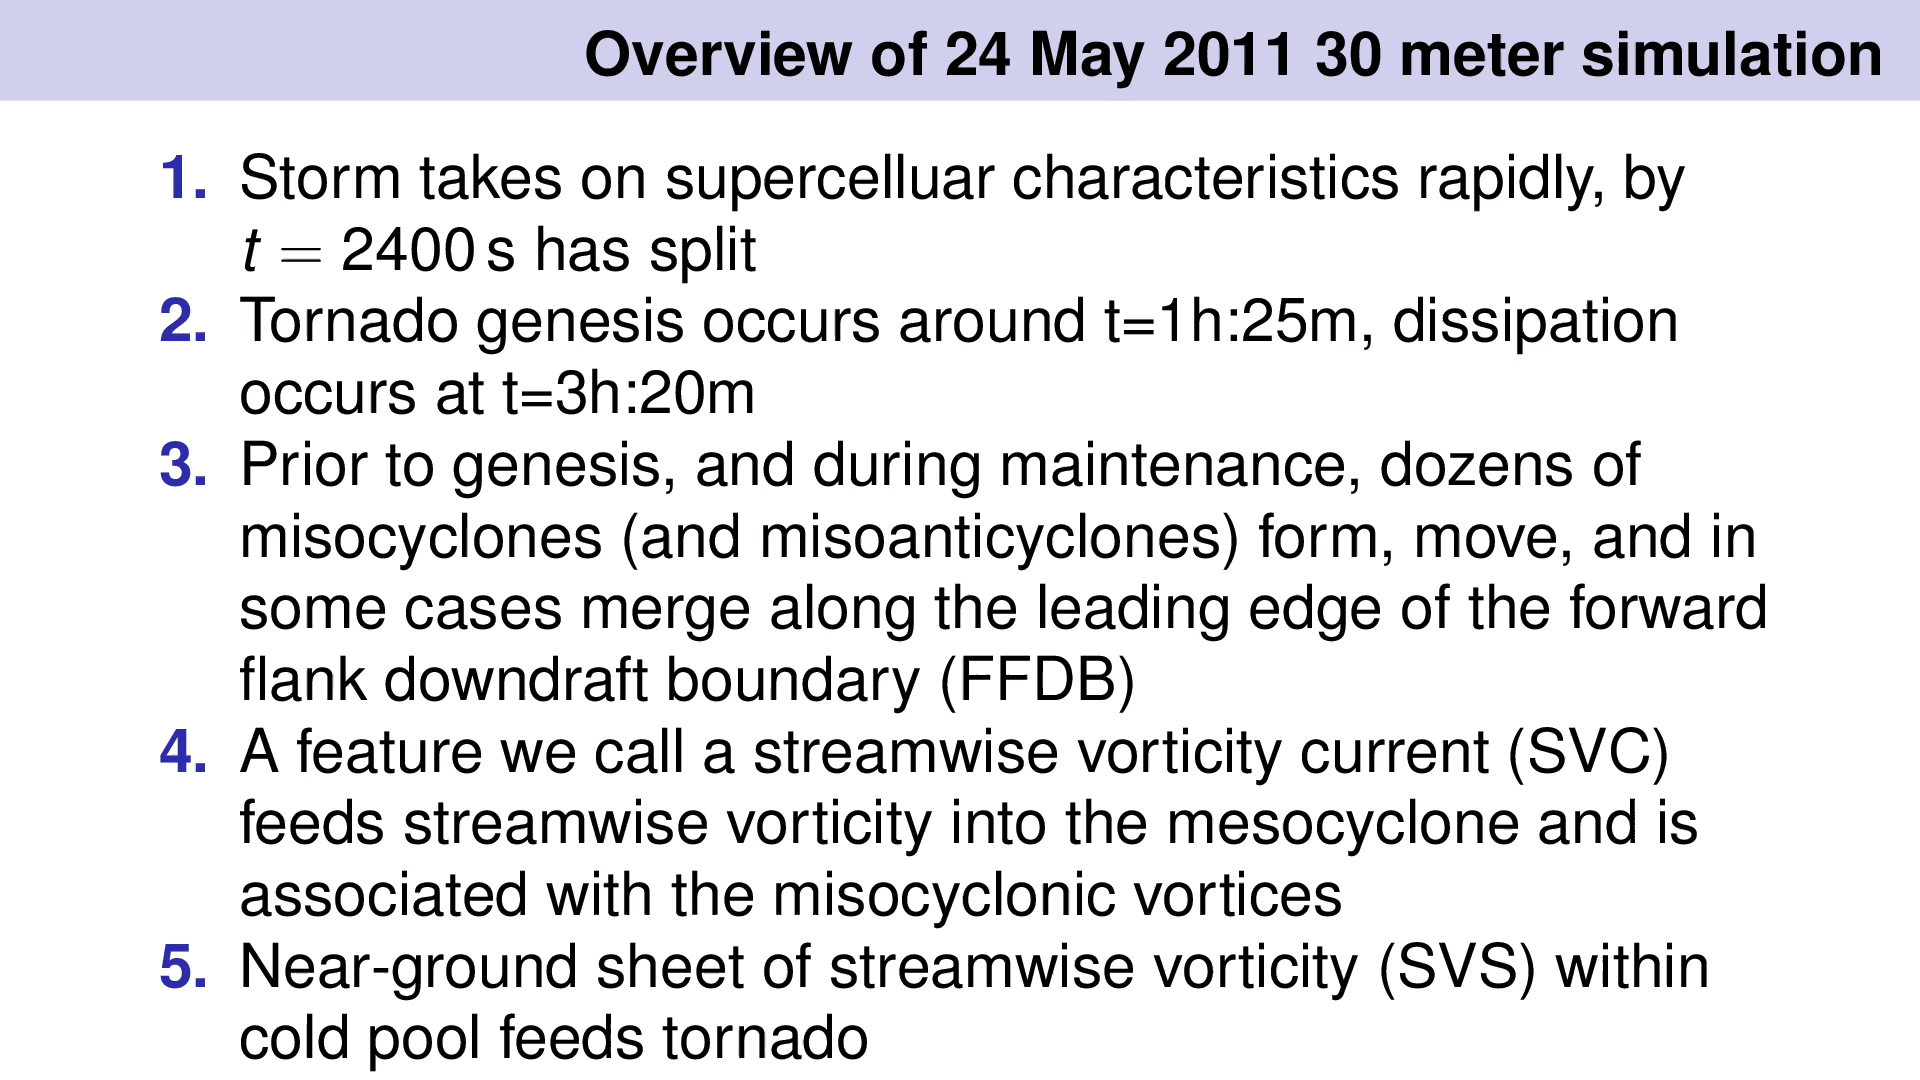 Overview of 24 May 2011 30 meter simulation
1. Storm takes on supercelluar characteristics rapidly, by
t = 2400 s has split
2. Tornado genesis occurs around t=1h:25m, dissipation
occurs at t=3h:20m
3. Prior to genesis, and during maintenance, dozens of
misocyclones (and misoanticyclones) form, move, and in
some cases merge along the leading edge of the forward
flank downdraft boundary (FFDB)
4. A feature we call a streamwise vorticity current (SVC)
feeds streamwise vorticity into the mesocyclone and is
associated with the misocyclonic vortices
5. Near-ground sheet of streamwise vorticity (SVS) within
cold pool feeds tornado